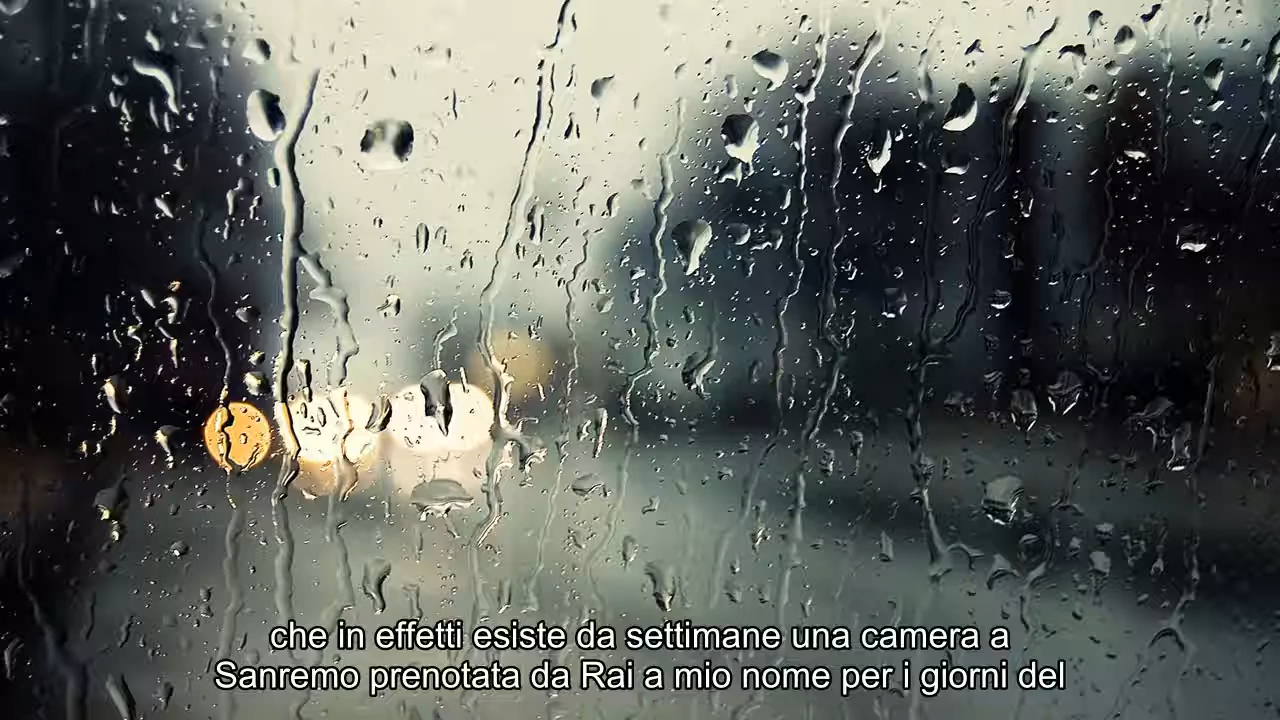 che in effetti esiste da settimane una camera a
Sanremo prenotata da Rai a mio nome per i giorni del